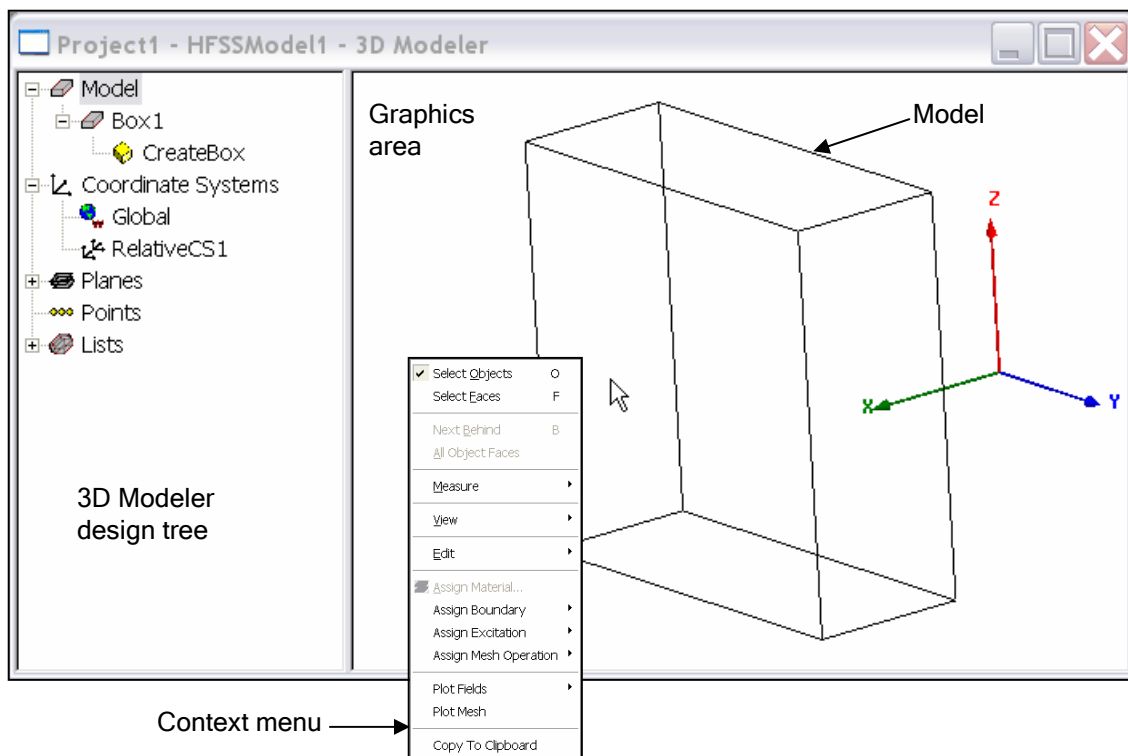 Project1 - HFSSModel1 - 3D Modeler
Model
Box1
CreateBox
Coordinate Systems
Global
RelativeCS1
Planes
Points
Lists
3D Modeler
design tree
Graphics
area
Model
Z
X
Y
Select Objects O
Select Faces F
Next Behind B
All Object Faces
Measure
View
Edit
Assign Material...
Assign Boundary
Assign Excitation
Assign Mesh Operation
Plot Fields
Plot Mesh
Copy To Clipboard
Context menu